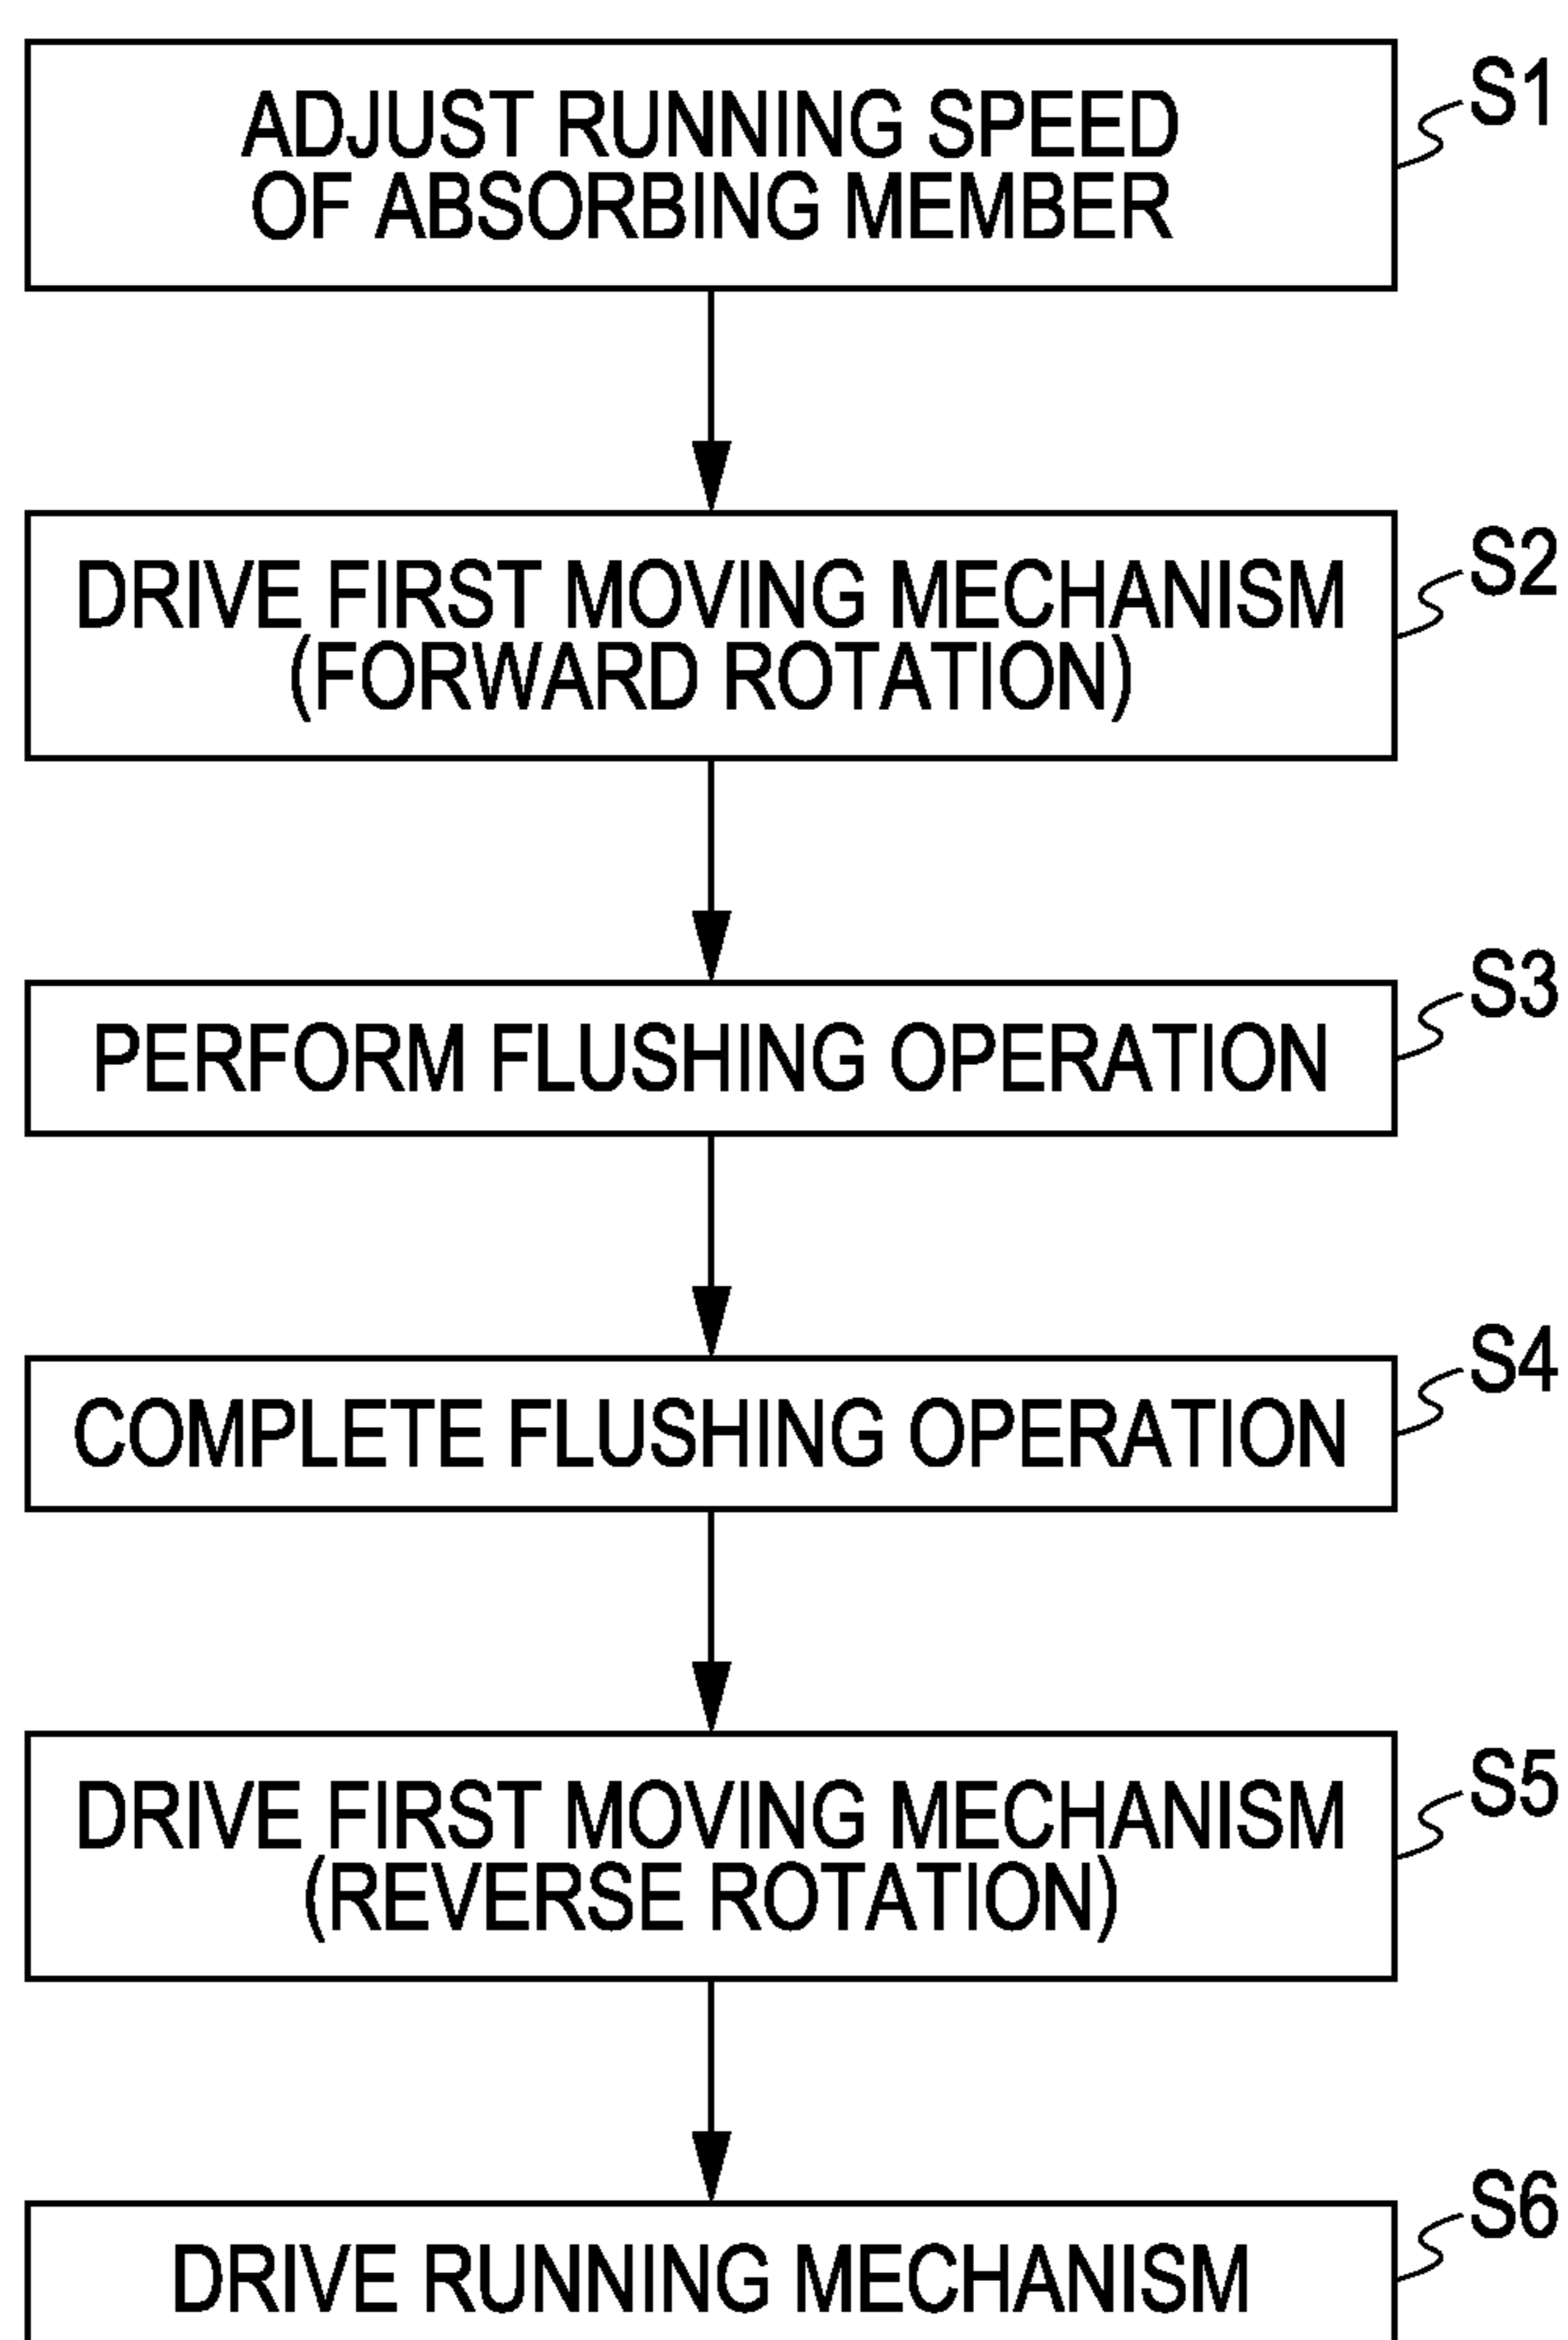 ADJUST RUNNING SPEED
OF ABSORBING MEMBER
S1
DRIVE FIRST MOVING MECHANISM
(FORWARD ROTATION)
S2
PERFORM FLUSHING OPERATION
S3
COMPLETE FLUSHING OPERATION
S4
DRIVE FIRST MOVING MECHANISM
(REVERSE ROTATION)
S5
DRIVE RUNNING MECHANISM
S6